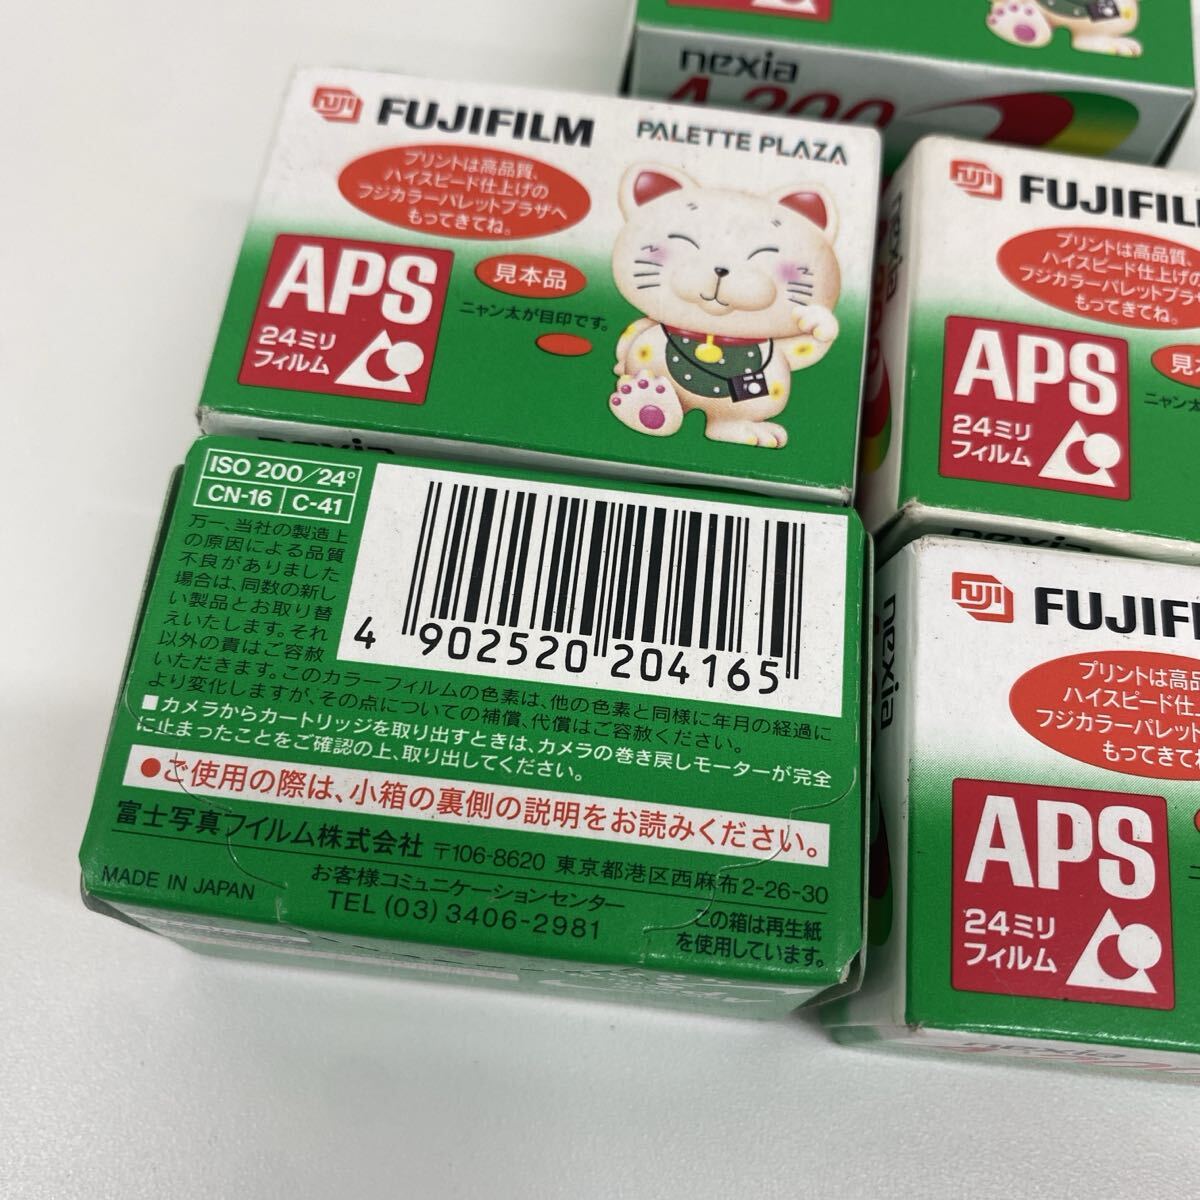 nexia
A 200
FUJI FUJIFILM
PALETTE PLAZA
プリントは高品質、
ハイスピード仕上げの
フジカラーパレットプラザへ
もってきてね。
APS
24ミリ
フィルム
見本品
ニャン太が目印です。
nexia
ISO 200/24°
CN-16 C-41
万一、当社の製造上
の原因による品質
不良がありました
場合は、同数の新し
い製品とお取り替
えいたします。それ
以外の責はご容赦
いただきます。このカラーフィルムの色素は、他の色素と同様に年月の経過に
より変化しますが、その点についての補償、代償はご容赦ください。
4 902520 204165
■カメラからカートリッジを取り出すときは、カメラの巻き戻しモーターが完全
に止まったことをご確認の上、取り出してください。
●ご使用の際は、小箱の裏側の説明をお読みください。
富士写真フイルム株式会社 〒106-8620 東京都港区西麻布2-26-30
MADE IN JAPAN
お客様コミュニケーションセンター
TEL (03) 3406-2981
この箱は再生紙
を使用しています。
nexia
FUJI FUJIFIL
プリントは高品質、
ハイスピード仕上げの
フジカラーパレットプラ
もってきてね。
APS
24ミリ
フィルム
見本
ニャン太
nexia
FUJI FUJIFI
プリントは高品
ハイスピード仕上
フジカラーパレット
もってきてね
APS
24ミリ
フィルム
nexia